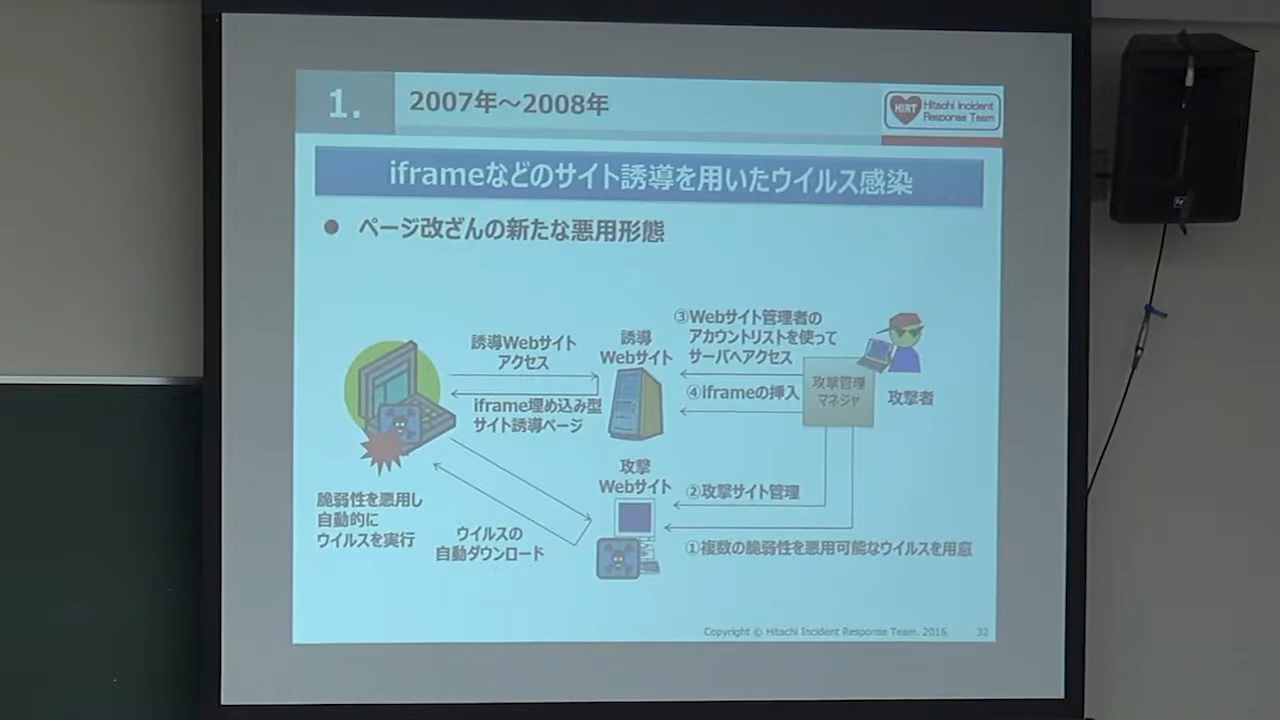 1.
2007年～2008年
HIRT
Hitachi Incident
Response Team
iframeなどのサイト誘導を用いたウイルス感染
● ページ改ざんの新たな悪用形態
誘導Webサイト
アクセス
iframe埋め込み型
サイト誘導ページ
誘導
Webサイト
③Webサイト管理者の
アカウントリストを使って
サーバへアクセス
④iframeの挿入
攻撃管理
マネジャ
攻撃者
攻撃
Webサイト
②攻撃サイト管理
①複数の脆弱性を悪用可能なウイルスを用意
脆弱性を悪用し
自動的に
ウイルスを実行
ウイルスの
自動ダウンロード
Copyright © Hitachi Incident Response Team. 2016.
32